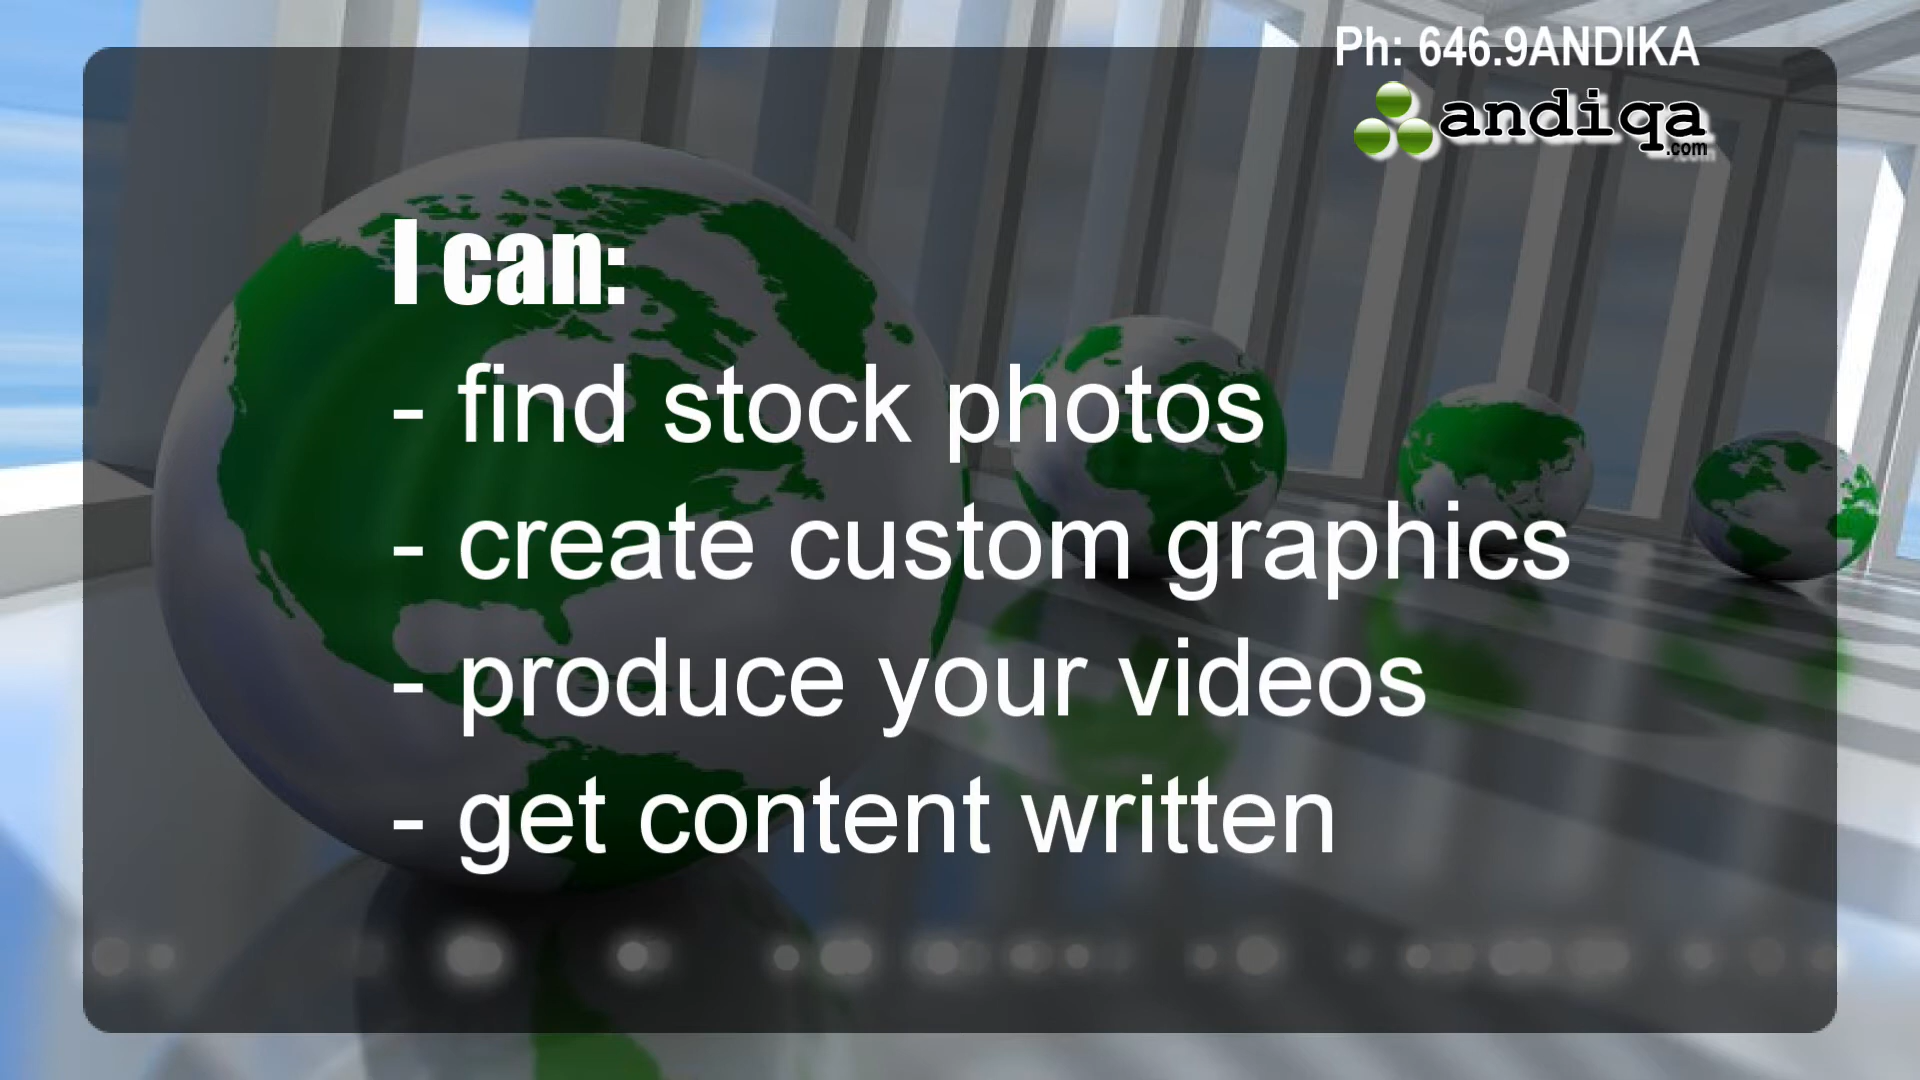 Ph: 646.9ANDIKA
andiqa
.com
I can:
- find stock photos
- create custom graphics
- produce your videos
- get content written